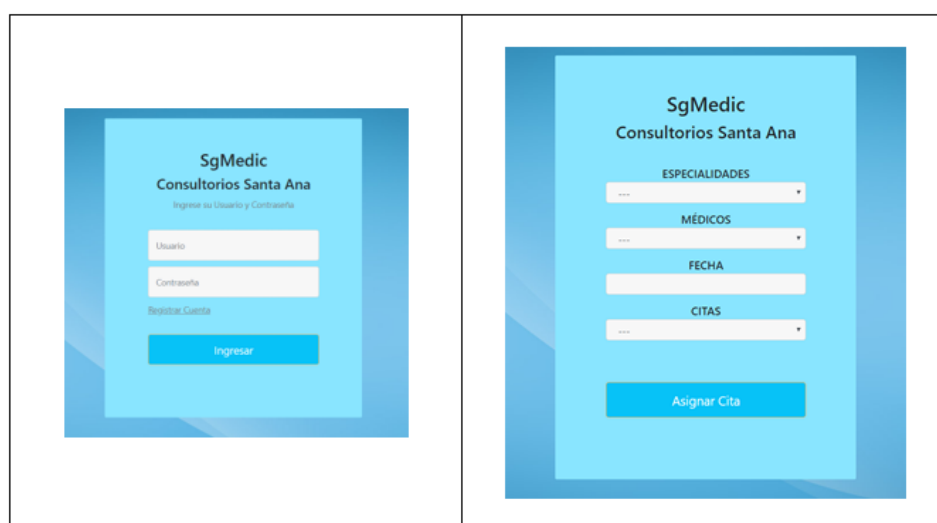 SgMedic
Consultorios Santa Ana
Ingrese su Usuario y Contraseña
Usuario
Contraseña
Registrar Cuenta
Ingresar
SgMedic
Consultorios Santa Ana
ESPECIALIDADES
---
MÉDICOS
---
FECHA
CITAS
---
Asignar Cita